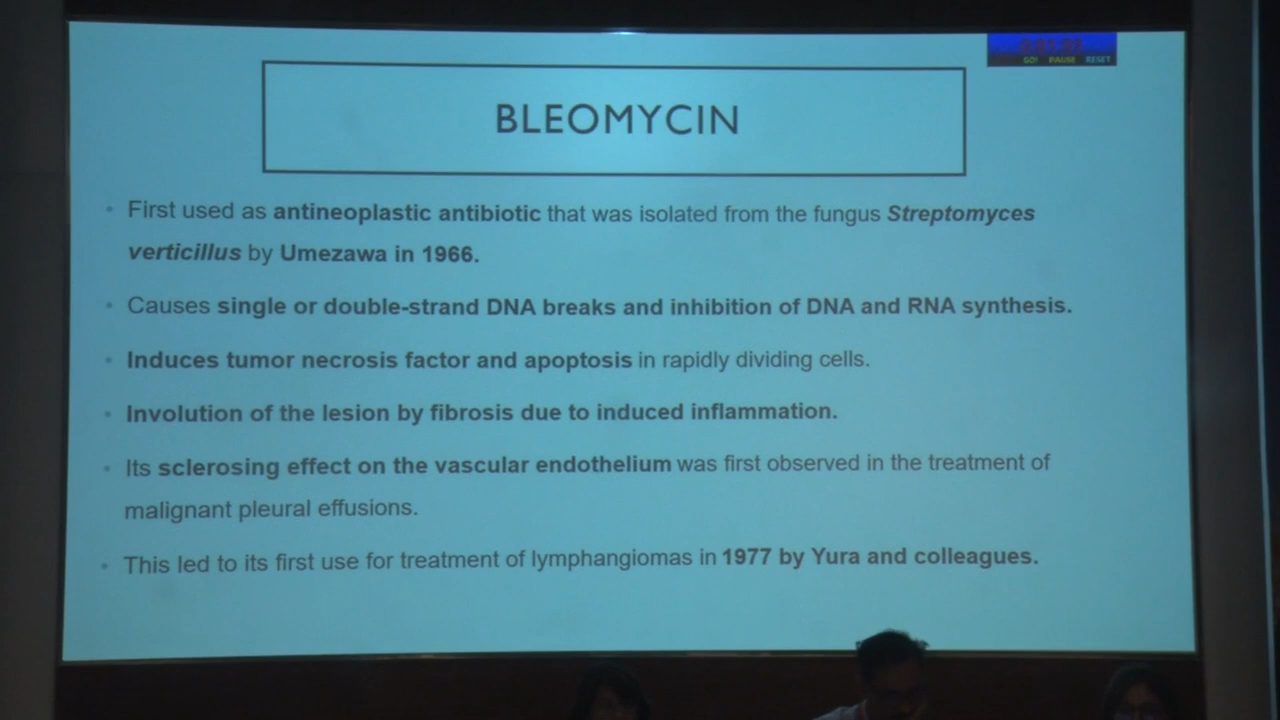 GO! PAUSE RESET
BLEOMYCIN
• First used as antineoplastic antibiotic that was isolated from the fungus Streptomyces
verticillus by Umezawa in 1966.
• Causes single or double-strand DNA breaks and inhibition of DNA and RNA synthesis.
• Induces tumor necrosis factor and apoptosis in rapidly dividing cells.
• Involution of the lesion by fibrosis due to induced inflammation.
• Its sclerosing effect on the vascular endothelium was first observed in the treatment of
malignant pleural effusions.
• This led to its first use for treatment of lymphangiomas in 1977 by Yura and colleagues.